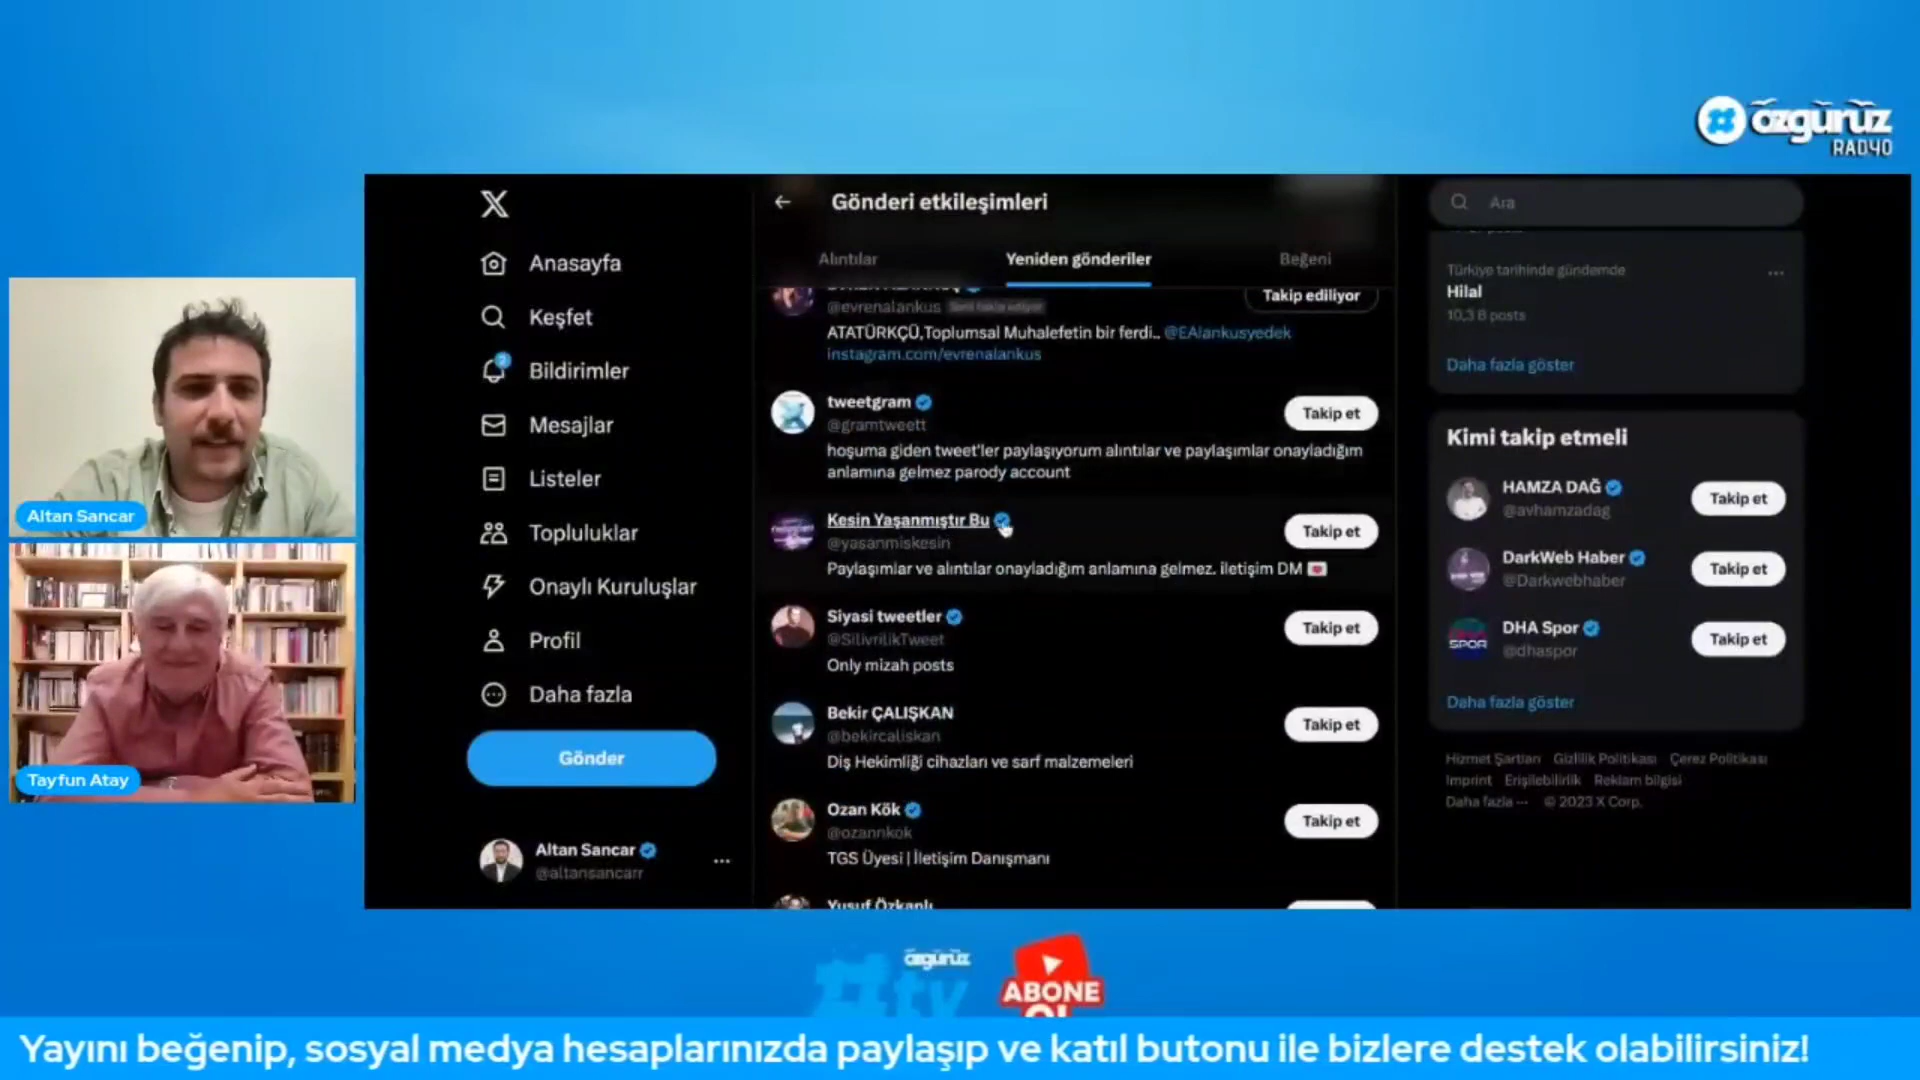 özgürüz
RADYO
Altan Sancar
Tayfun Atay
Anasayfa
Keşfet
2
Bildirimler
Mesajlar
Listeler
Topluluklar
Onaylı Kuruluşlar
Profil
Daha fazla
Gönder
Altan Sancar
@altansancarr
Gönderi etkileşimleri
Alıntılar
Yeniden gönderiler
Beğeni
@evrenalankus
Takip ediliyor
ATATÜRKÇÜ,Toplumsal Muhalefetin bir ferdi.. @EAlankusyedek
instagram.com/evrenalankus
tweetgram
@gramtweett
Takip et
hoşuma giden tweet'ler paylaşıyorum alıntılar ve paylaşımlar onayladığım
anlamına gelmez parody account
Kesin Yaşanmıştır Bu
@yasanmiskesin
Takip et
Paylaşımlar ve alıntılar onayladığım anlamına gelmez. iletişim DM 💌
Siyasi tweetler
@SilivrilikTweet
Takip et
Only mizah posts
Bekir ÇALIŞKAN
@bekircaliskan
Takip et
Diş Hekimliği cihazları ve sarf malzemeleri
Ozan Kök
@ozannkok
Takip et
TGS Üyesi | İletişim Danışmanı
Yusuf Özkanlı
Ara
Türkiye tarihinde gündemde
Hilal
10,3 B posts
Daha fazla göster
Kimi takip etmeli
HAMZA DAĞ
@avhamzadag
Takip et
DarkWeb Haber
@Darkwebhaber
Takip et
DHA Spor
@dhaspor
Takip et
Daha fazla göster
Hizmet Şartları Gizlilik Politikası Çerez Politikası
Imprint Erişilebilirlik Reklam bilgisi
Daha fazla ··· © 2023 X Corp.
özgürüz
#tv
ABONE
OL
Yayını beğenip, sosyal medya hesaplarınızda paylaşıp ve katıl butonu ile bizlere destek olabilirsiniz!